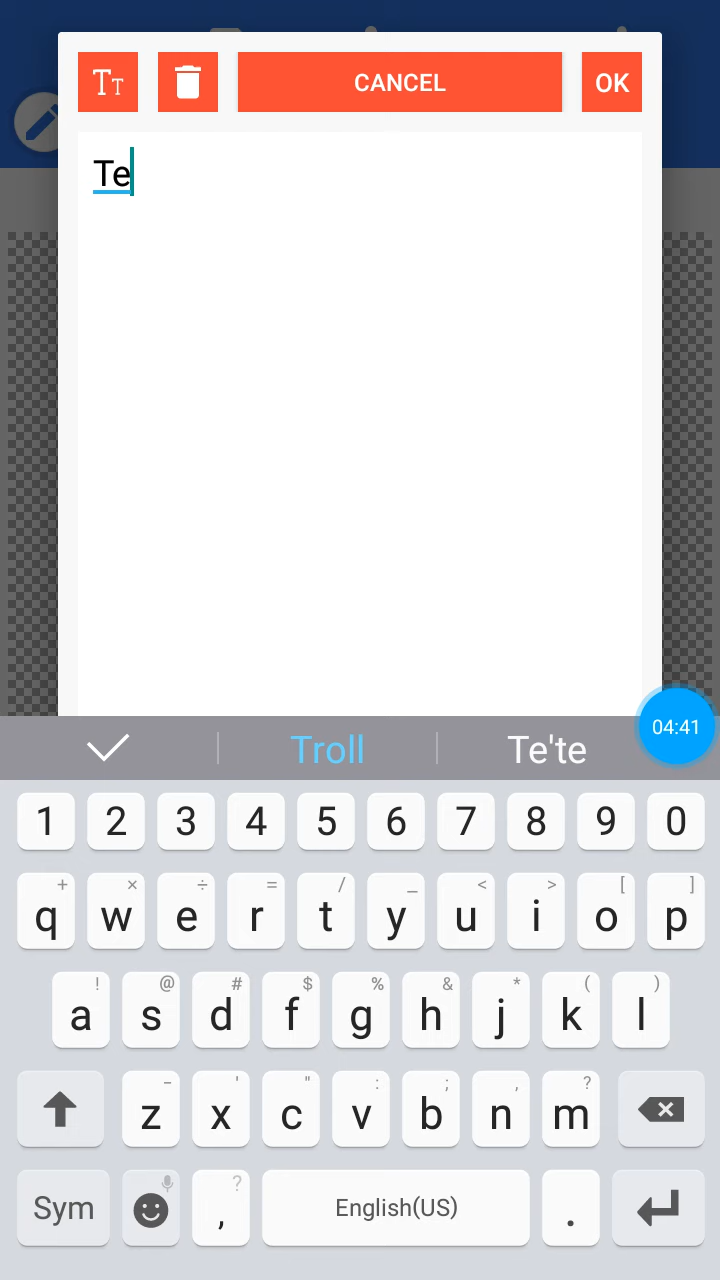 TT
CANCEL
OK
Te
Troll
Te'te
04:41
1 2 3 4 5 6 7 8 9 0
+ × ÷ = / _ < > [ ]
q w e r t y u i o p
! @ # $ % & * ( )
a s d f g h j k l
- ' " : ; , ?
z x c v b n m
Sym , ? English(US) .